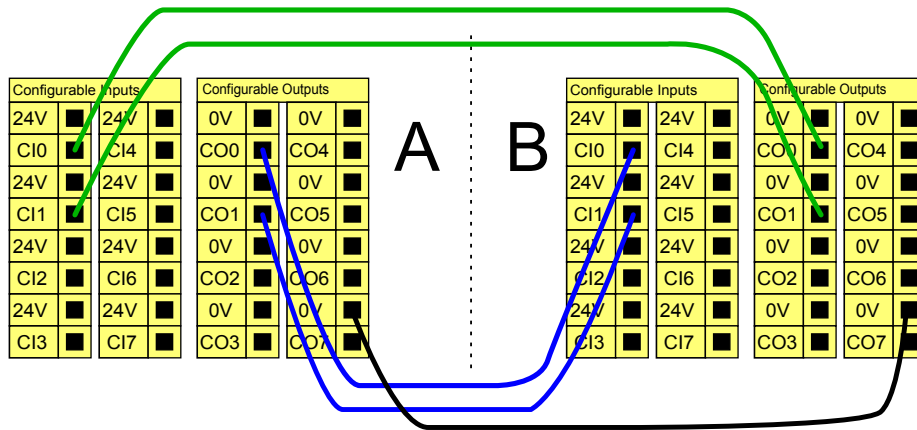 Configurable Inputs
24V 24V
CI0 CI4
24V 24V
CI1 CI5
24V 24V
CI2 CI6
24V 24V
CI3 CI7
Configurable Outputs
0V 0V
CO0 CO4
0V 0V
CO1 CO5
0V 0V
CO2 CO6
0V 0V
CO3 CO7
A
B
Configurable Inputs
24V 24V
CI0 CI4
24V 24V
CI1 CI5
24V 24V
CI2 CI6
24V 24V
CI3 CI7
Configurable Outputs
0V 0V
CO0 CO4
0V 0V
CO1 CO5
0V 0V
CO2 CO6
0V 0V
CO3 CO7